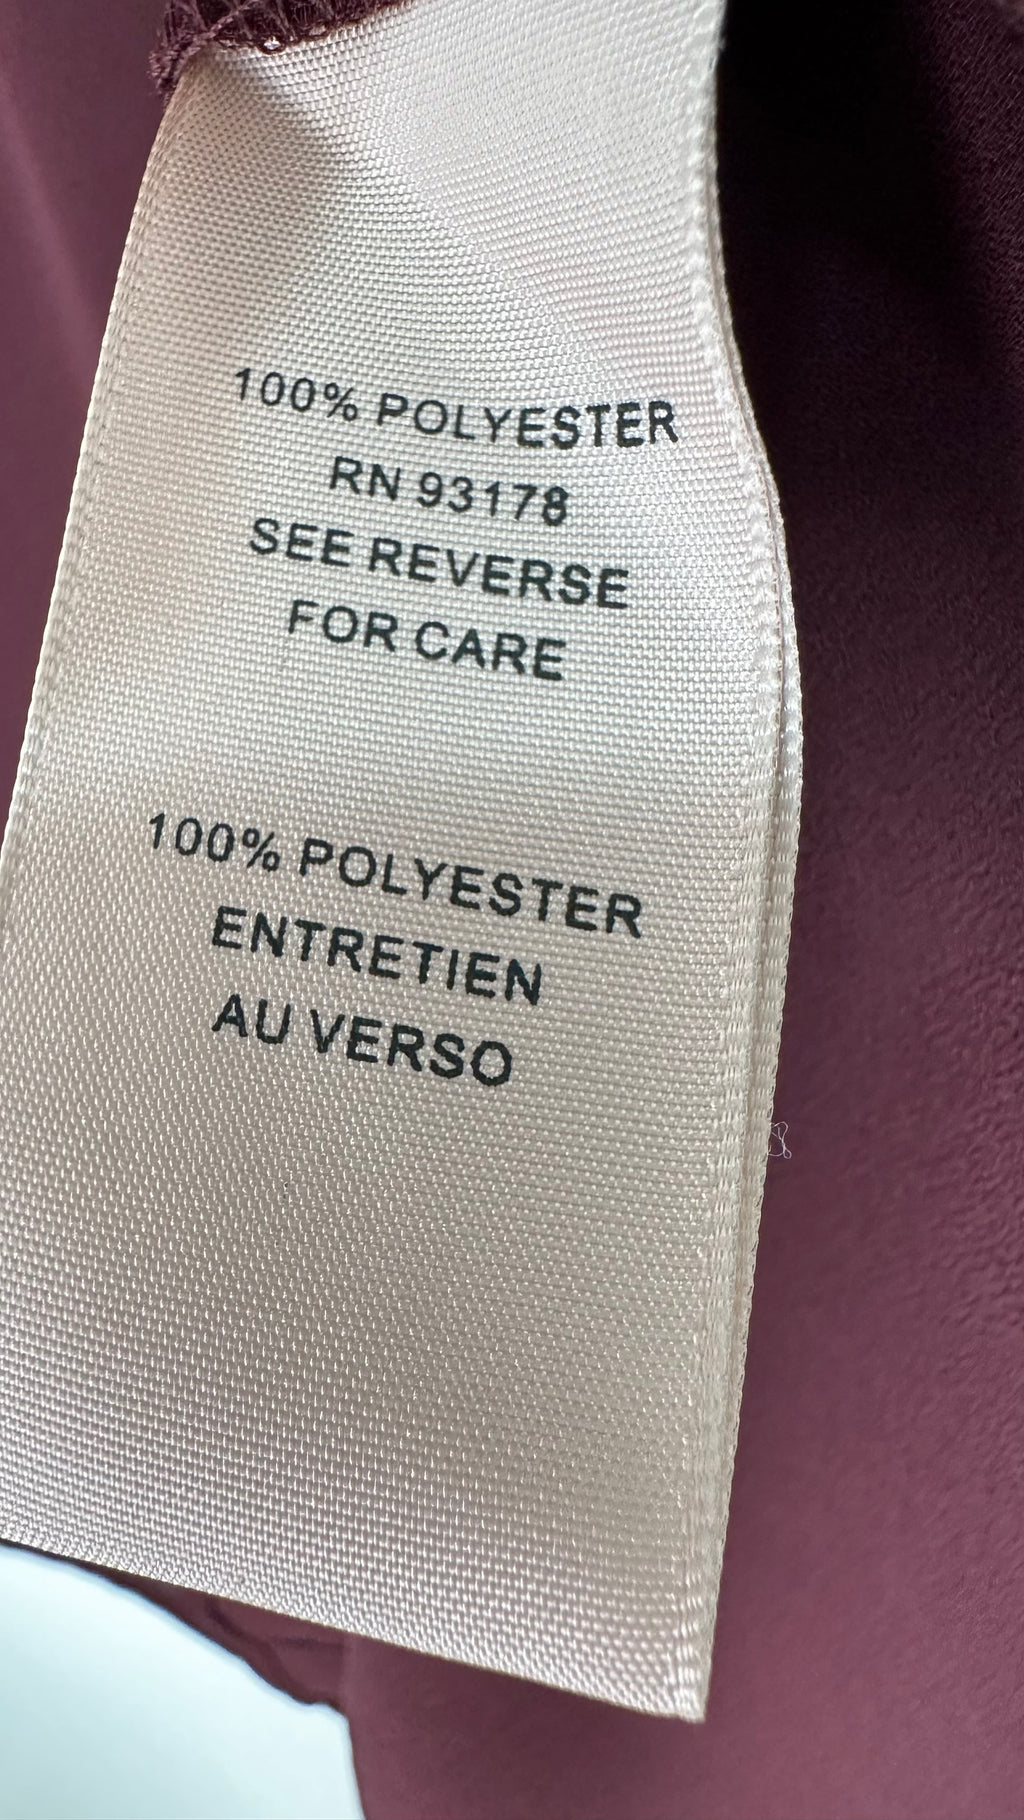 100% POLYESTER
RN 93178
SEE REVERSE
FOR CARE
100% POLYESTER
ENTRETIEN
AU VERSO